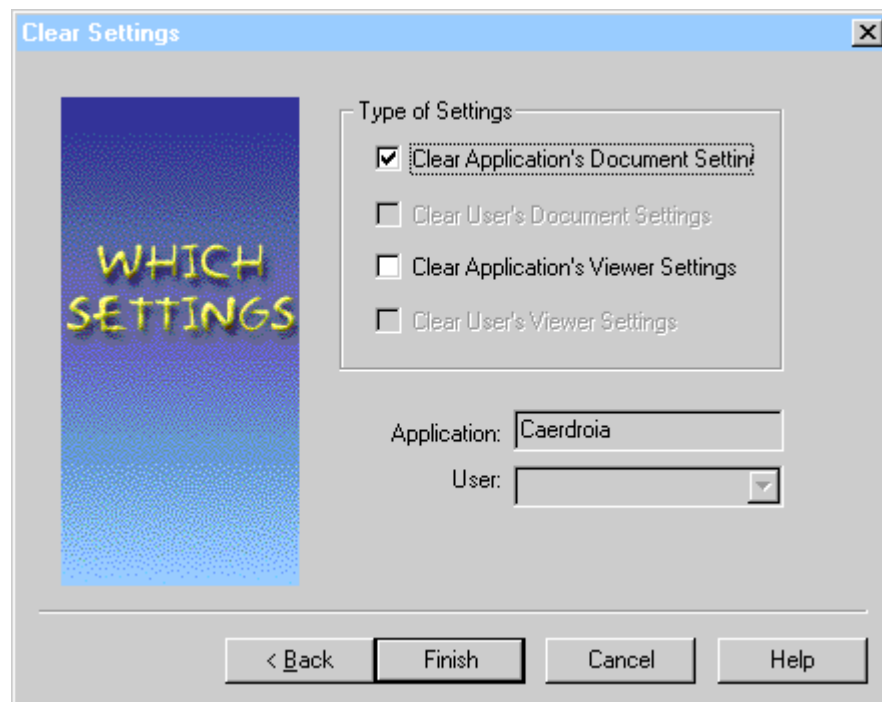 Clear Settings
WHICH
SETTINGS
Type of Settings
Clear Application's Document Settin
Clear User's Document Settings
Clear Application's Viewer Settings
Clear User's Viewer Settings
Application: Caerdroia
User:
< Back Finish Cancel Help